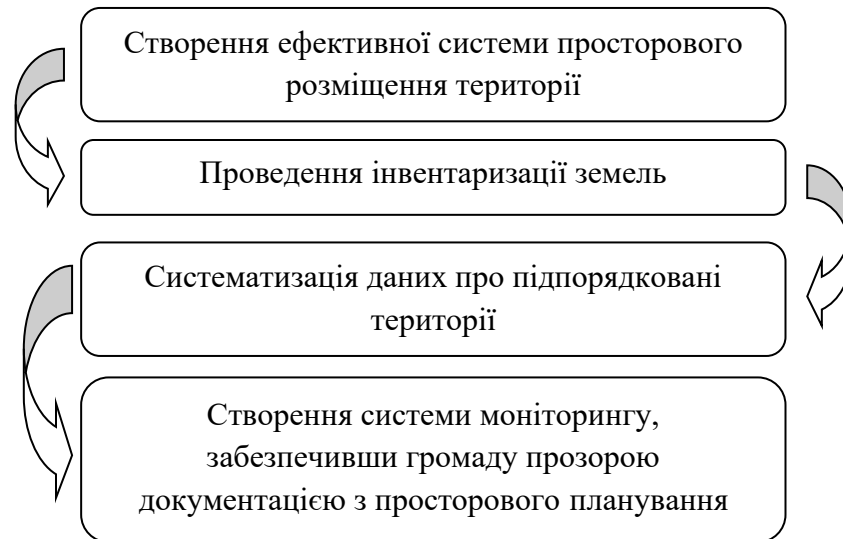 Створення ефективної системи просторового
розміщення території
Проведення інвентаризації земель
Систематизація даних про підпорядковані
території
Створення системи моніторингу,
забезпечивши громаду прозорою
документацією з просторового планування